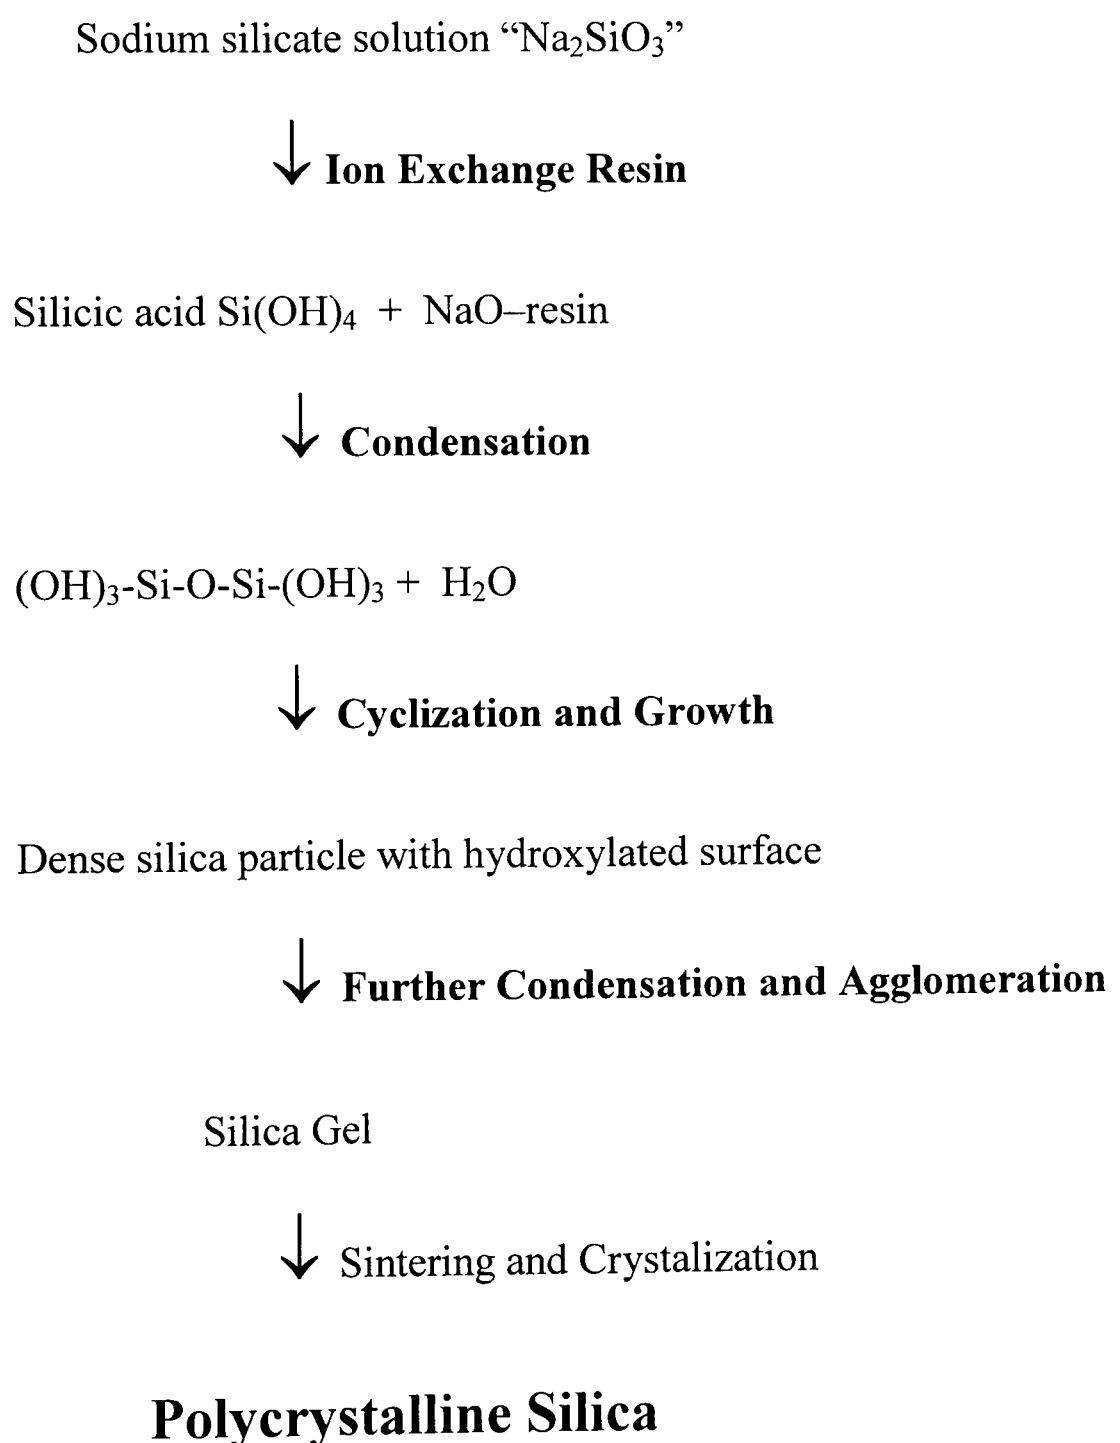 Sodium silicate solution “Na₂SiO₃”
↓ Ion Exchange Resin
Silicic acid Si(OH)₄ + NaO–resin
↓ Condensation
(OH)₃-Si-O-Si-(OH)₃ + H₂O
↓ Cyclization and Growth
Dense silica particle with hydroxylated surface
↓ Further Condensation and Agglomeration
Silica Gel
↓ Sintering and Crystalization
Polycrystalline Silica